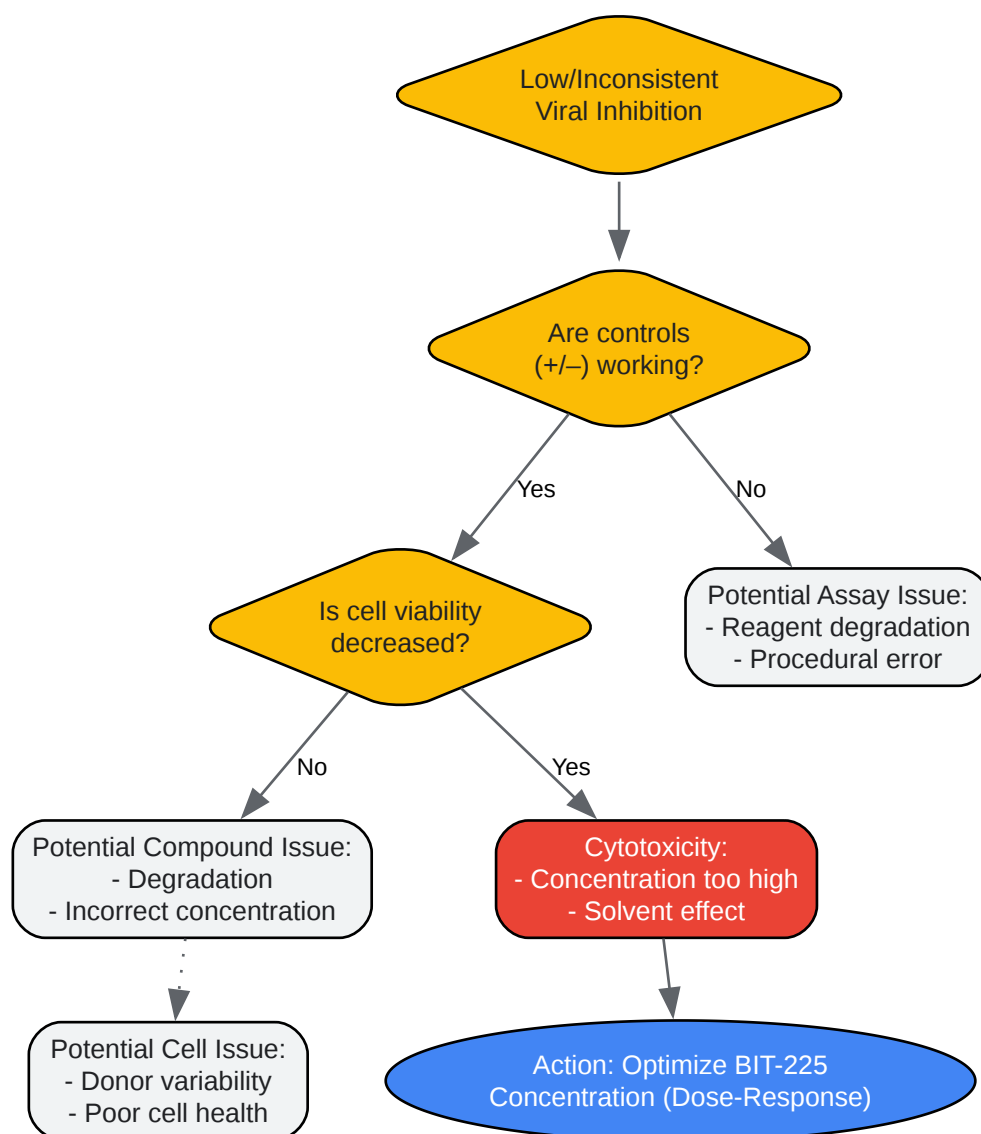 Low/Inconsistent
Viral Inhibition
Are controls
(+/–) working?
Yes
No
Is cell viability
decreased?
Potential Assay Issue:
- Reagent degradation
- Procedural error
No
Yes
Potential Compound Issue:
- Degradation
- Incorrect concentration
Cytotoxicity:
- Concentration too high
- Solvent effect
Potential Cell Issue:
- Donor variability
- Poor cell health
Action: Optimize BIT-225
Concentration (Dose-Response)